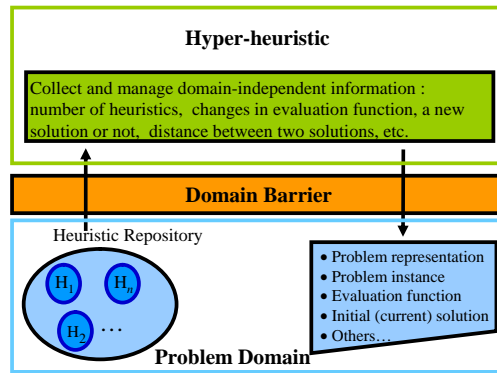 Hyper-heuristic
Collect and manage domain-independent information :
number of heuristics, changes in evaluation function, a new
solution or not, distance between two solutions, etc.
Domain Barrier
Heuristic Repository
H1
Hn
H2 …
• Problem representation
• Problem instance
• Evaluation function
• Initial (current) solution
• Others…
Problem Domain